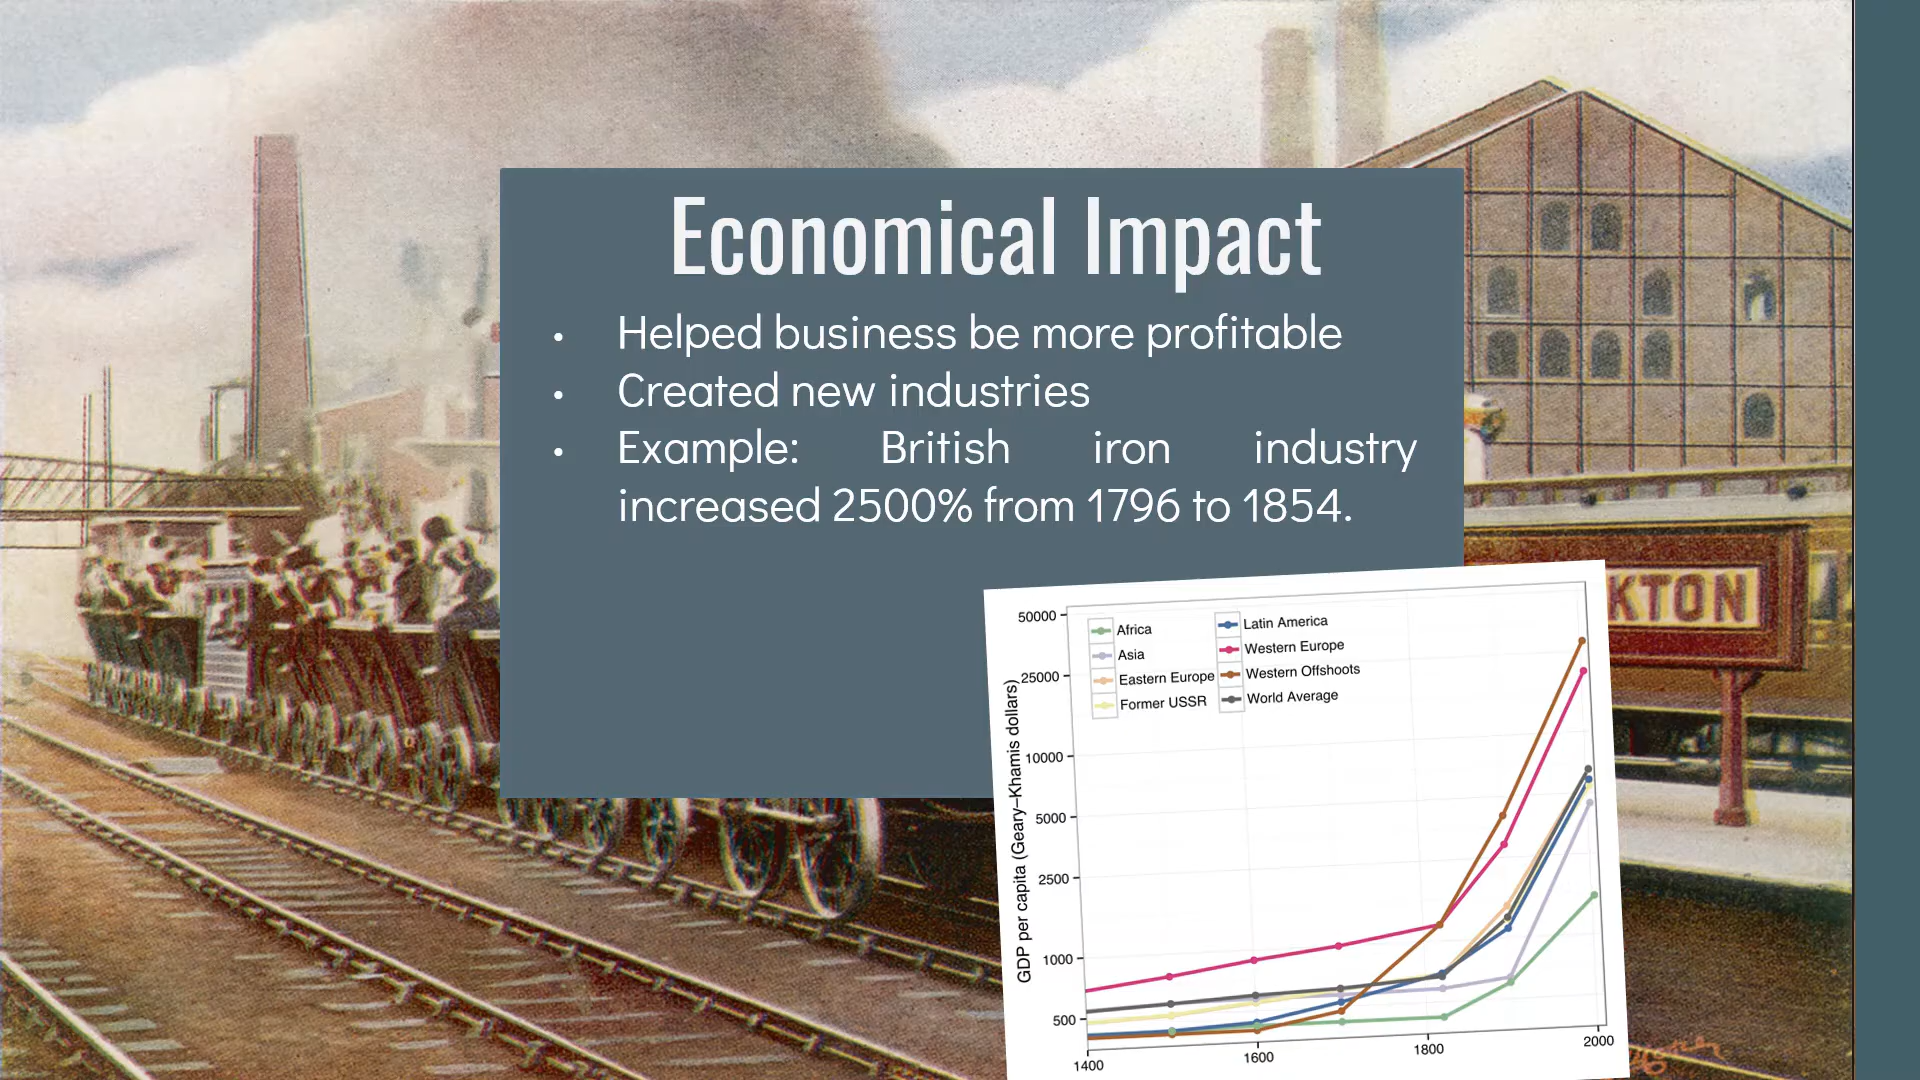 Economical Impact
• Helped business be more profitable
• Created new industries
• Example: British iron industry
increased 2500% from 1796 to 1854.
KTON
50000
25000
10000
5000
2500
1000
500
GDP per capita (Geary–Khamis dollars)
Africa
Asia
Eastern Europe
Former USSR
Latin America
Western Europe
Western Offshoots
World Average
1400
1600
1800
2000